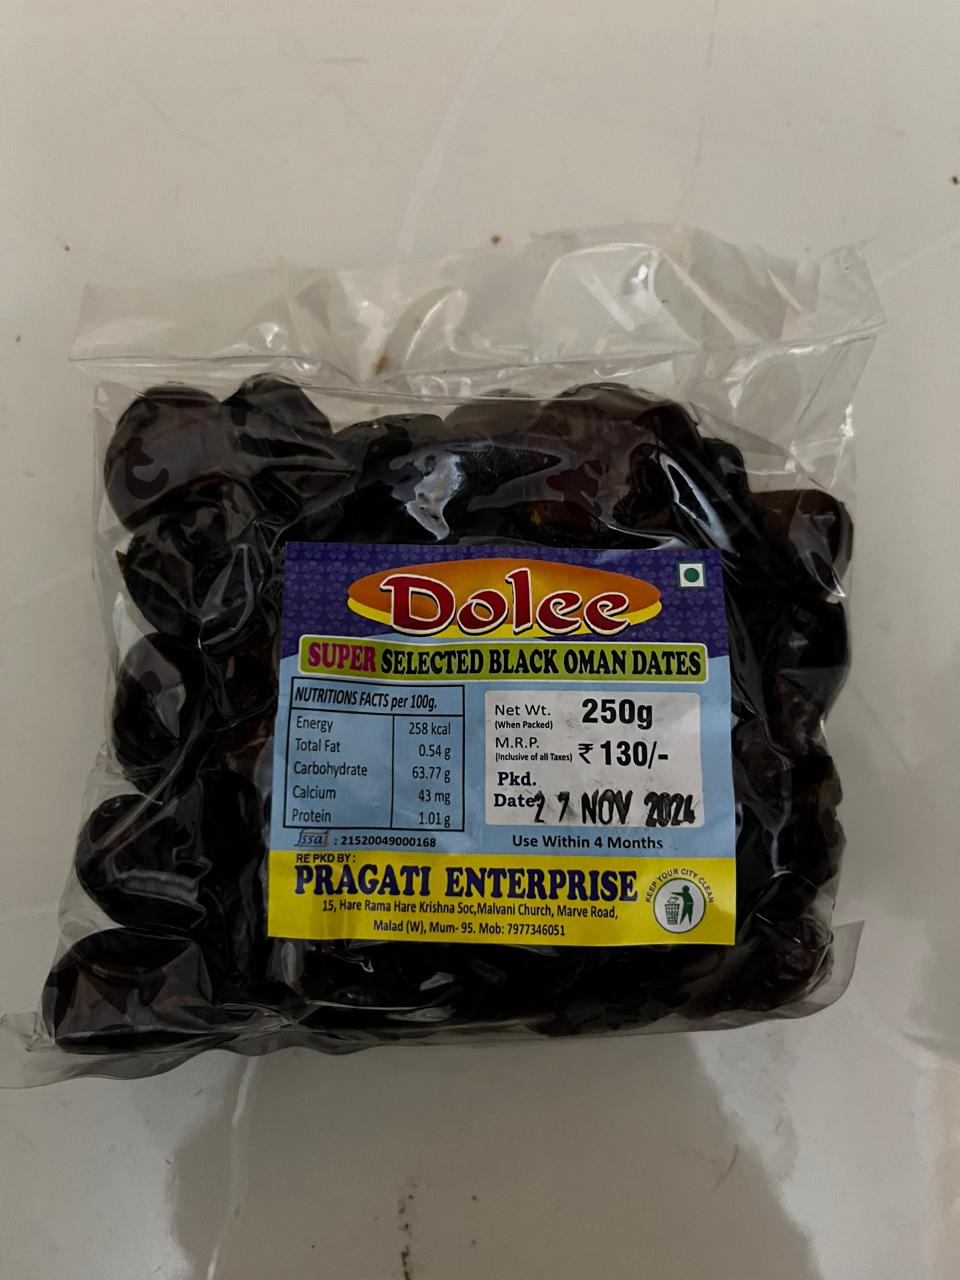 Dolee
SUPER SELECTED BLACK OMAN DATES
NUTRITIONS FACTS per 100g.
Energy 258 kcal
Total Fat 0.54 g
Carbohydrate 63.77 g
Calcium 43 mg
Protein 1.01 g
Net Wt. 250g
(When Packed)
M.R.P. ₹ 130/-
(Inclusive of all Taxes)
Pkd.
Date: 27 NOV 2024
fssai : 21520049000168
Use Within 4 Months
RE PKD BY :
PRAGATI ENTERPRISE
15, Hare Rama Hare Krishna Soc,Malvani Church, Marve Road,
Malad (W), Mum- 95. Mob: 7977346051
KEEP YOUR CITY CLEAN